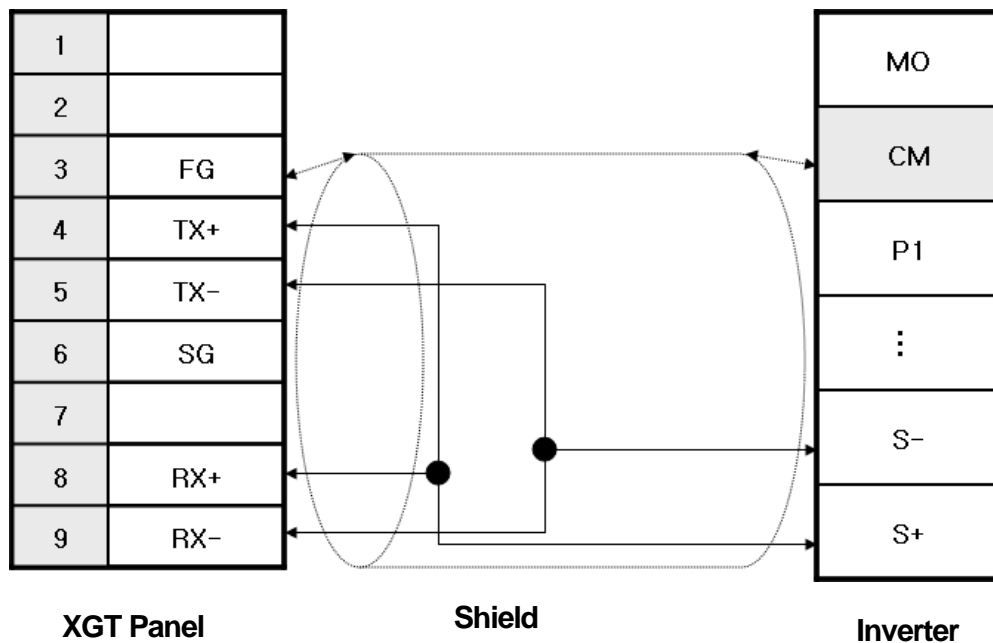 1
2
3 FG
4 TX+
5 TX-
6 SG
7
8 RX+
9 RX-
MO
CM
P1
⋮
S-
S+
XGT Panel
Shield
Inverter